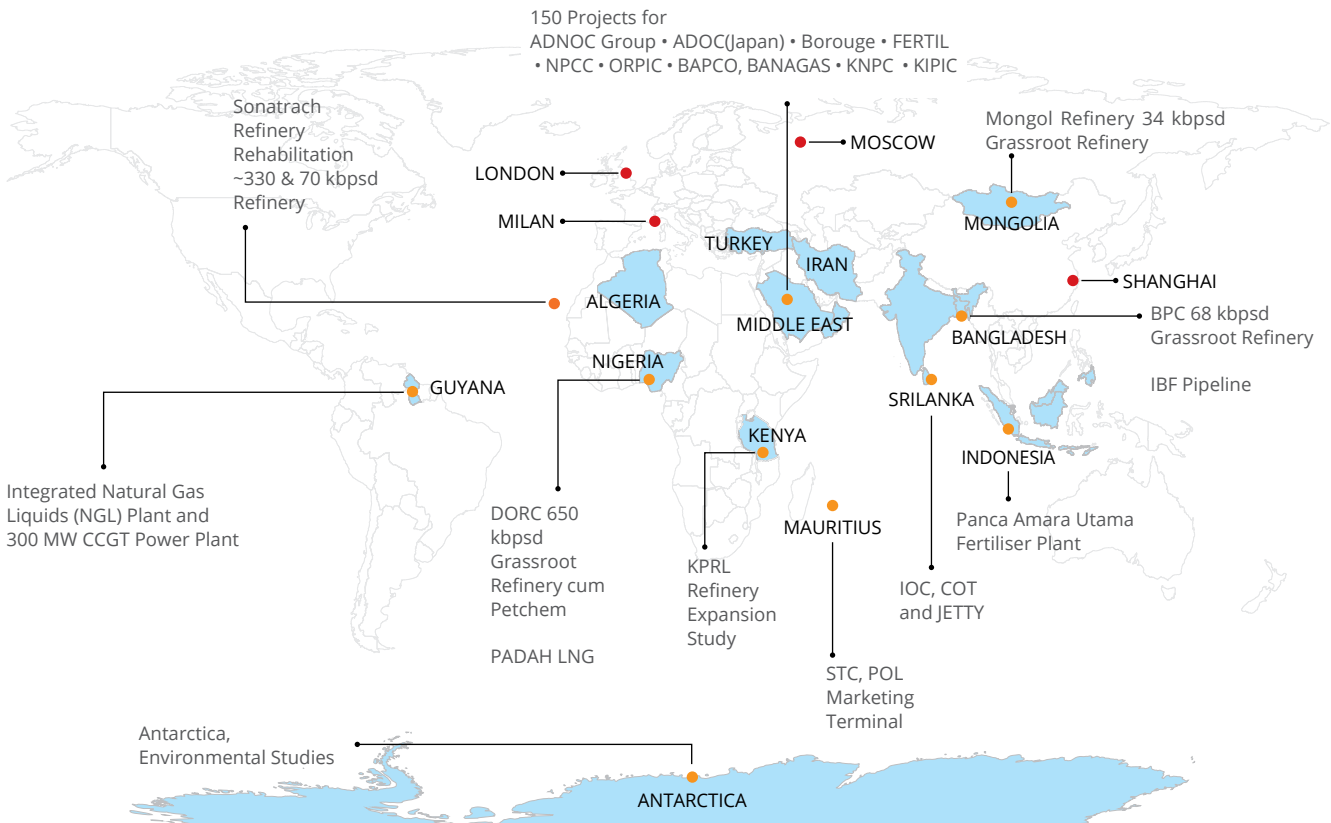 150 Projects for
ADNOC Group • ADOC(Japan) • Borouge • FERTIL
• NPCC • ORPIC • BAPCO, BANAGAS • KNPC • KIPIC
Sonatrach
Refinery
Rehabilitation
~330 & 70 kbpsd
Refinery
LONDON
MILAN
MOSCOW
Mongol Refinery 34 kbpsd
Grassroot Refinery
MONGOLIA
TURKEY
IRAN
ALGERIA
MIDDLE EAST
SHANGHAI
BPC 68 kbpsd
Grassroot Refinery
IBF Pipeline
BANGLADESH
NIGERIA
GUYANA
SRILANKA
KENYA
INDONESIA
Integrated Natural Gas
Liquids (NGL) Plant and
300 MW CCGT Power Plant
DORC 650
kbpsd
Grassroot
Refinery cum
Petchem
PADAH LNG
KPRL
Refinery
Expansion
Study
MAURITIUS
Panca Amara Utama
Fertiliser Plant
IOC, COT
and JETTY
STC, POL
Marketing
Terminal
Antarctica,
Environmental Studies
ANTARCTICA